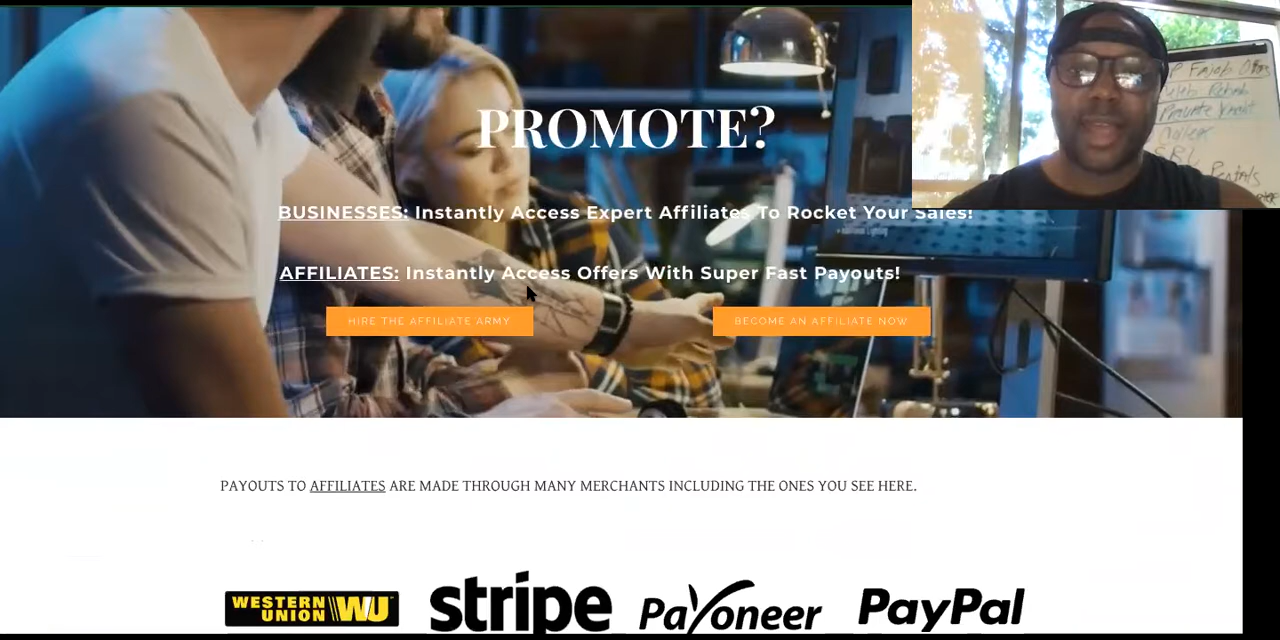 PROMOTE?
BUSINESSES: Instantly Access Expert Affiliates To Rocket Your Sales!
AFFILIATES: Instantly Access Offers With Super Fast Payouts!
HIRE THE AFFILIATE ARMY
BECOME AN AFFILIATE NOW
PAYOUTS TO AFFILIATES ARE MADE THROUGH MANY MERCHANTS INCLUDING THE ONES YOU SEE HERE.
WESTERN
UNION WU
stripe
Payoneer
PayPal